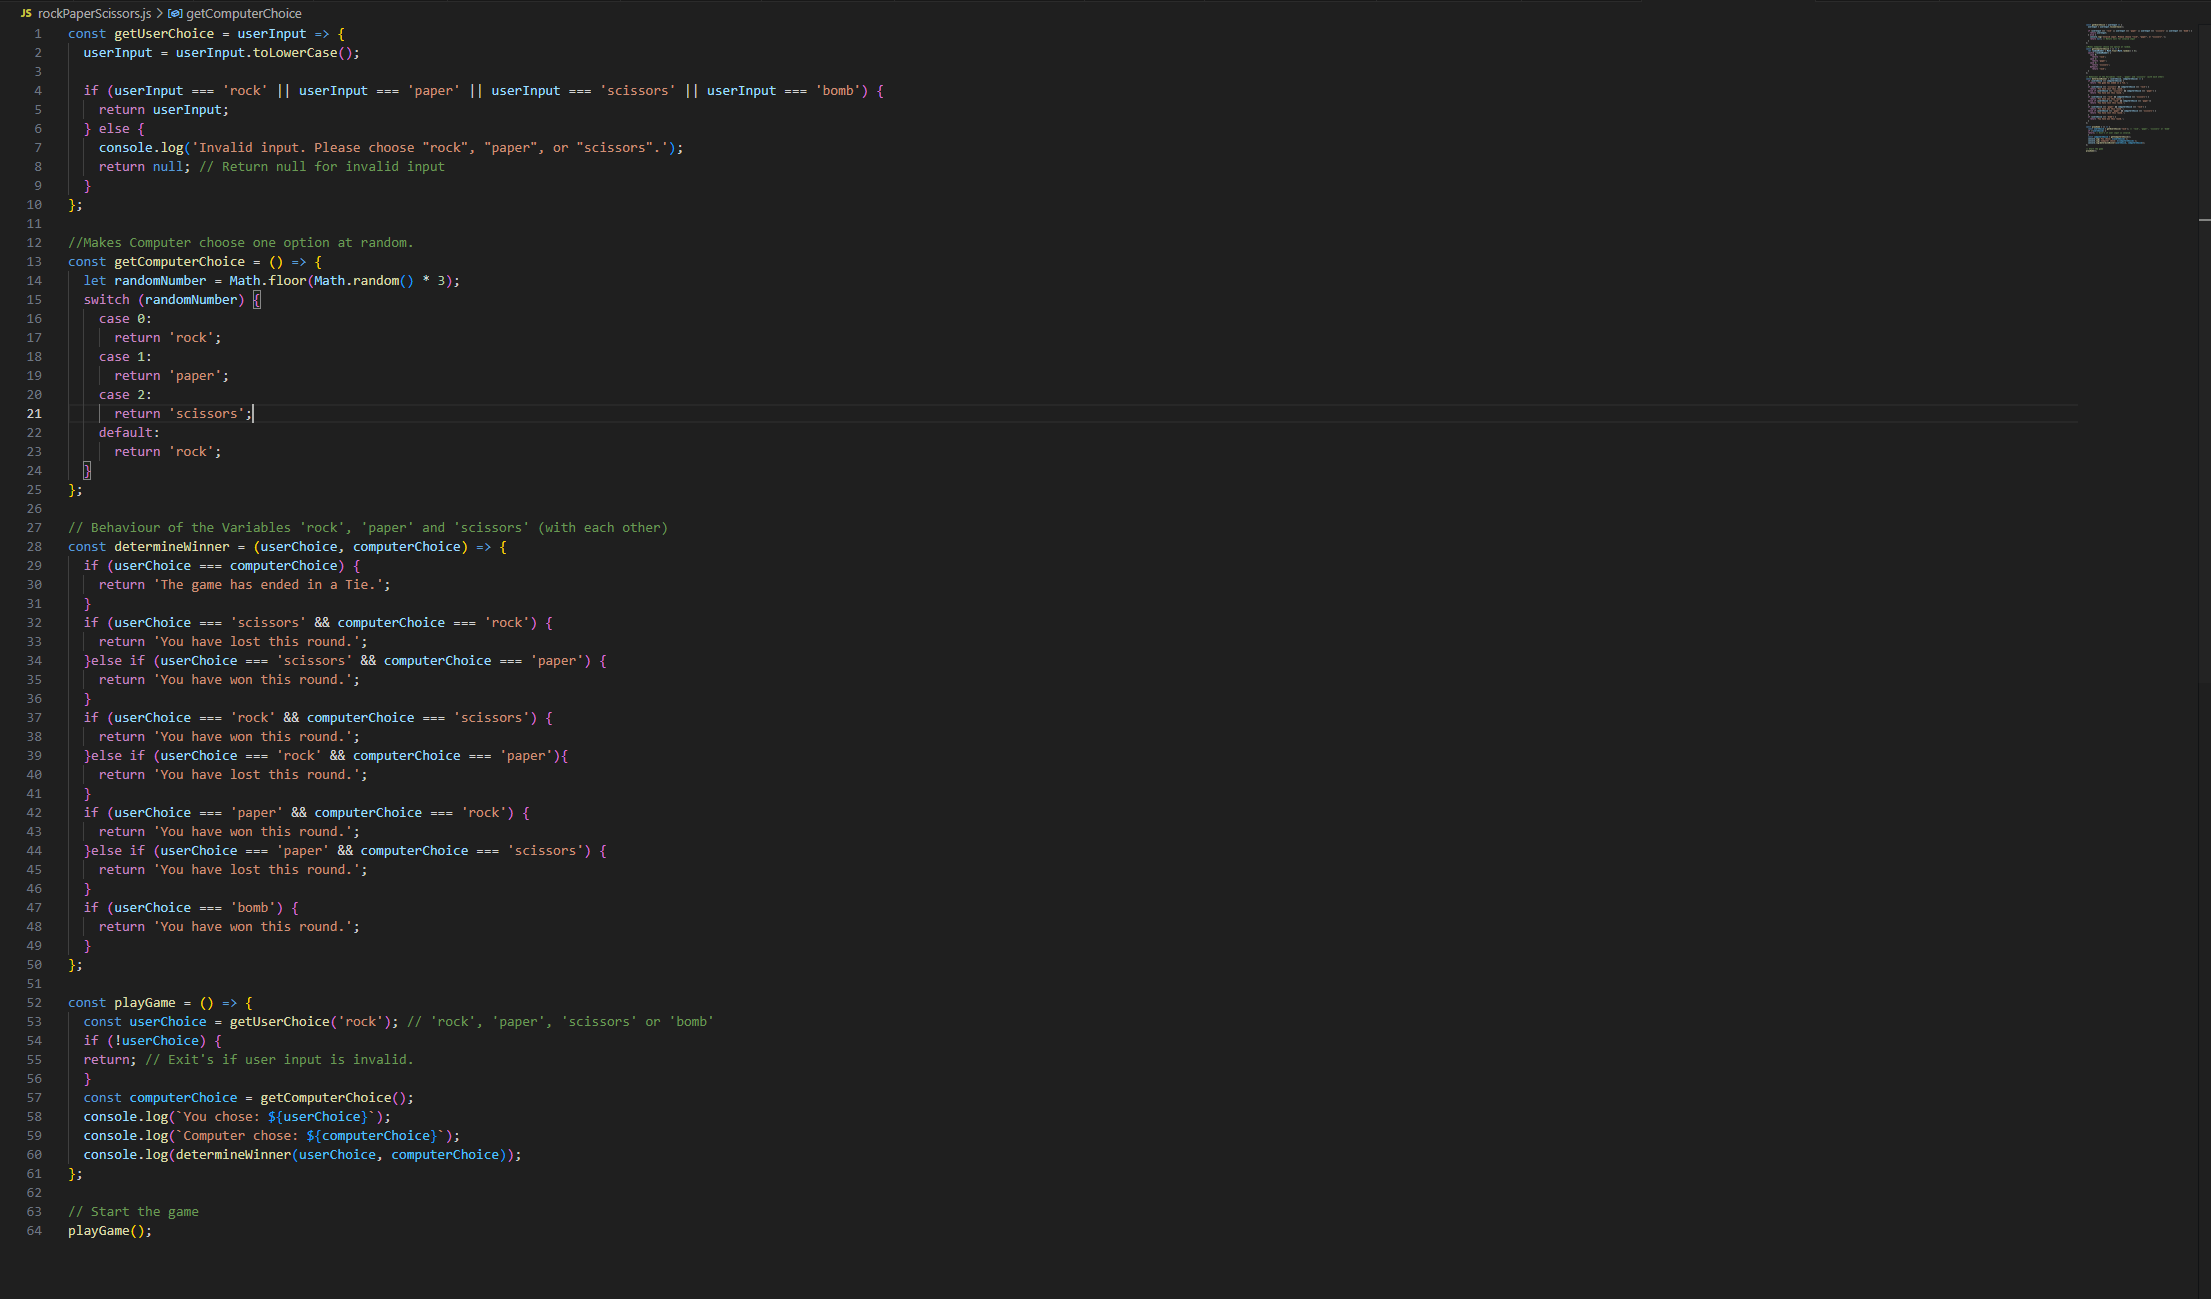 JS rockPaperScissors.js > getComputerChoice
1 const getUserChoice = userInput => {
2   userInput = userInput.toLowerCase();
3
4   if (userInput === 'rock' || userInput === 'paper' || userInput === 'scissors' || userInput === 'bomb') {
5     return userInput;
6   } else {
7     console.log('Invalid input. Please choose "rock", "paper", or "scissors".');
8     return null; // Return null for invalid input
9   }
10 };
11
12 //Makes Computer choose one option at random.
13 const getComputerChoice = () => {
14   let randomNumber = Math.floor(Math.random() * 3);
15   switch (randomNumber) {
16     case 0:
17       return 'rock';
18     case 1:
19       return 'paper';
20     case 2:
21       return 'scissors';
22     default:
23       return 'rock';
24   }
25 };
26
27 // Behaviour of the Variables 'rock', 'paper' and 'scissors' (with each other)
28 const determineWinner = (userChoice, computerChoice) => {
29   if (userChoice === computerChoice) {
30     return 'The game has ended in a Tie.';
31   }
32   if (userChoice === 'scissors' && computerChoice === 'rock') {
33     return 'You have lost this round.';
34   }else if (userChoice === 'scissors' && computerChoice === 'paper') {
35     return 'You have won this round.';
36   }
37   if (userChoice === 'rock' && computerChoice === 'scissors') {
38     return 'You have won this round.';
39   }else if (userChoice === 'rock' && computerChoice === 'paper'){
40     return 'You have lost this round.';
41   }
42   if (userChoice === 'paper' && computerChoice === 'rock') {
43     return 'You have won this round.';
44   }else if (userChoice === 'paper' && computerChoice === 'scissors') {
45     return 'You have lost this round.';
46   }
47   if (userChoice === 'bomb') {
48     return 'You have won this round.';
49   }
50 };
51
52 const playGame = () => {
53   const userChoice = getUserChoice('rock'); // 'rock', 'paper', 'scissors' or 'bomb'
54   if (!userChoice) {
55   return; // Exit's if user input is invalid.
56   }
57   const computerChoice = getComputerChoice();
58   console.log(`You chose: ${userChoice}`);
59   console.log(`Computer chose: ${computerChoice}`);
60   console.log(determineWinner(userChoice, computerChoice));
61 };
62
63 // Start the game
64 playGame();